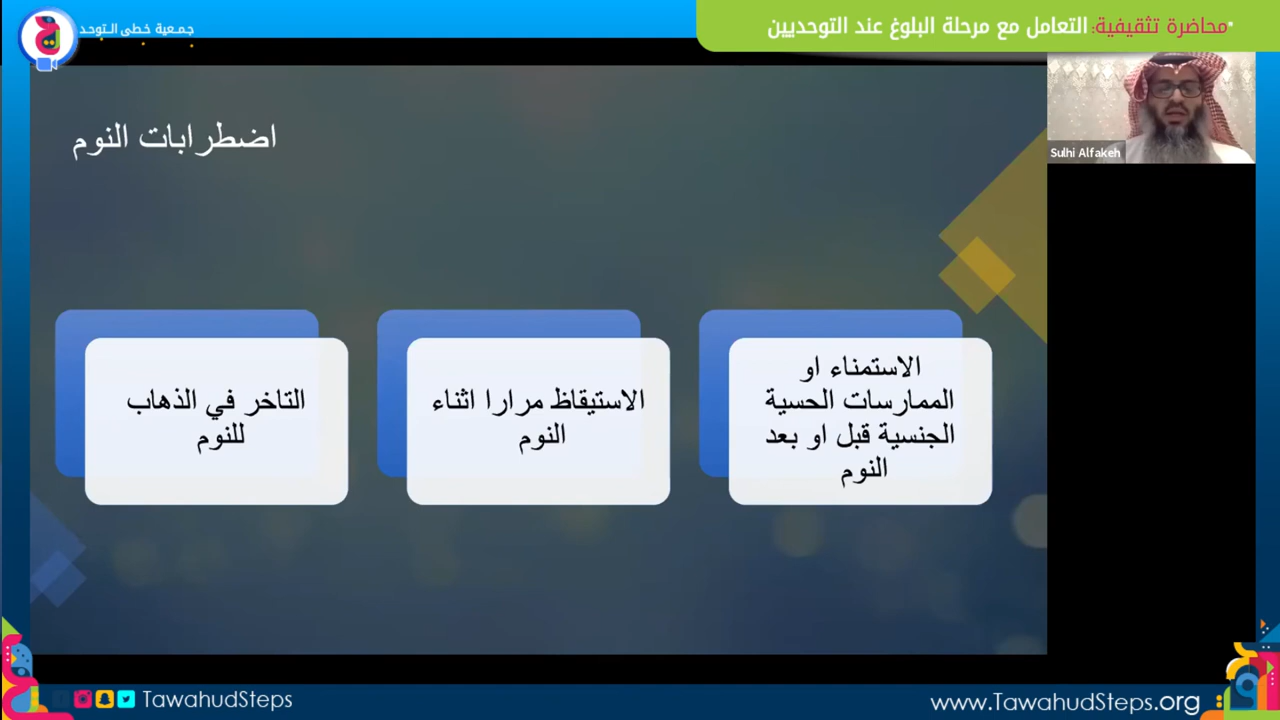 *محاضرة تثقيفية: التعامل مع مرحلة البلوغ عند التوحديين
جمعية خطى التوحد
Sulhi Alfakeh
اضطرابات النوم
الاستمناء او
الممارسات الحسية
الجنسية قبل او بعد
النوم
الاستيقاظ مرارا اثناء
النوم
التاخر في الذهاب
للنوم
TawahudSteps
www.TawahudSteps.org